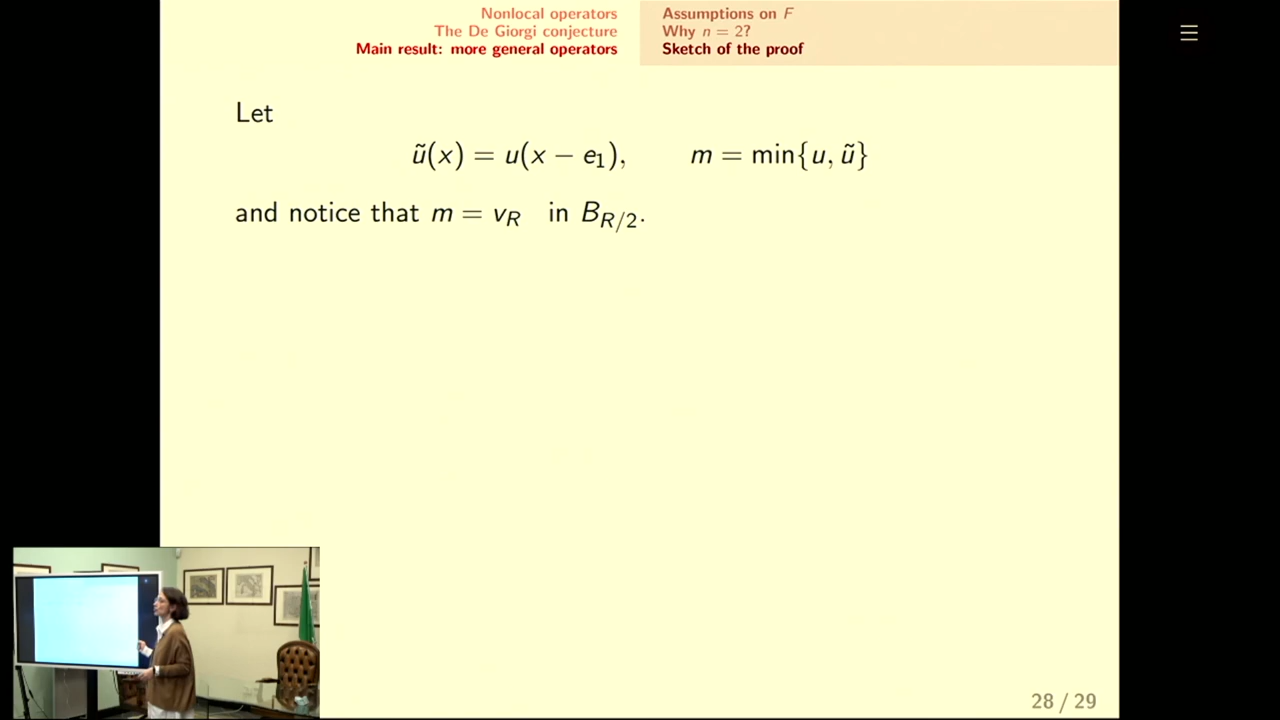 Nonlocal operators
The De Giorgi conjecture
Main result: more general operators
Assumptions on F
Why n = 2?
Sketch of the proof
Let
ũ(x) = u(x − e₁), m = min{u, ũ}
and notice that m = v_R in B_{R/2}.
28 / 29